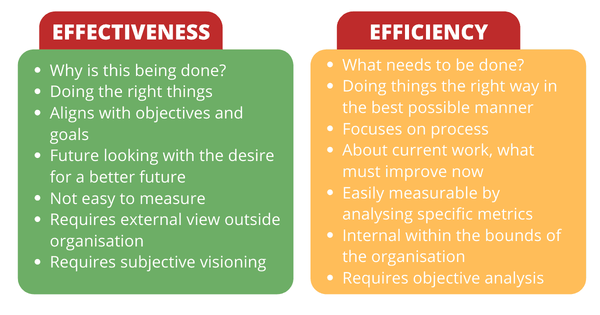 EFFECTIVENESS
• Why is this being done?
• Doing the right things
• Aligns with objectives and
goals
• Future looking with the desire
for a better future
• Not easy to measure
• Requires external view outside
organisation
• Requires subjective visioning
EFFICIENCY
• What needs to be done?
• Doing things the right way in
the best possible manner
• Focuses on process
• About current work, what
must improve now
• Easily measurable by
analysing specific metrics
• Internal within the bounds of
the organisation
• Requires objective analysis